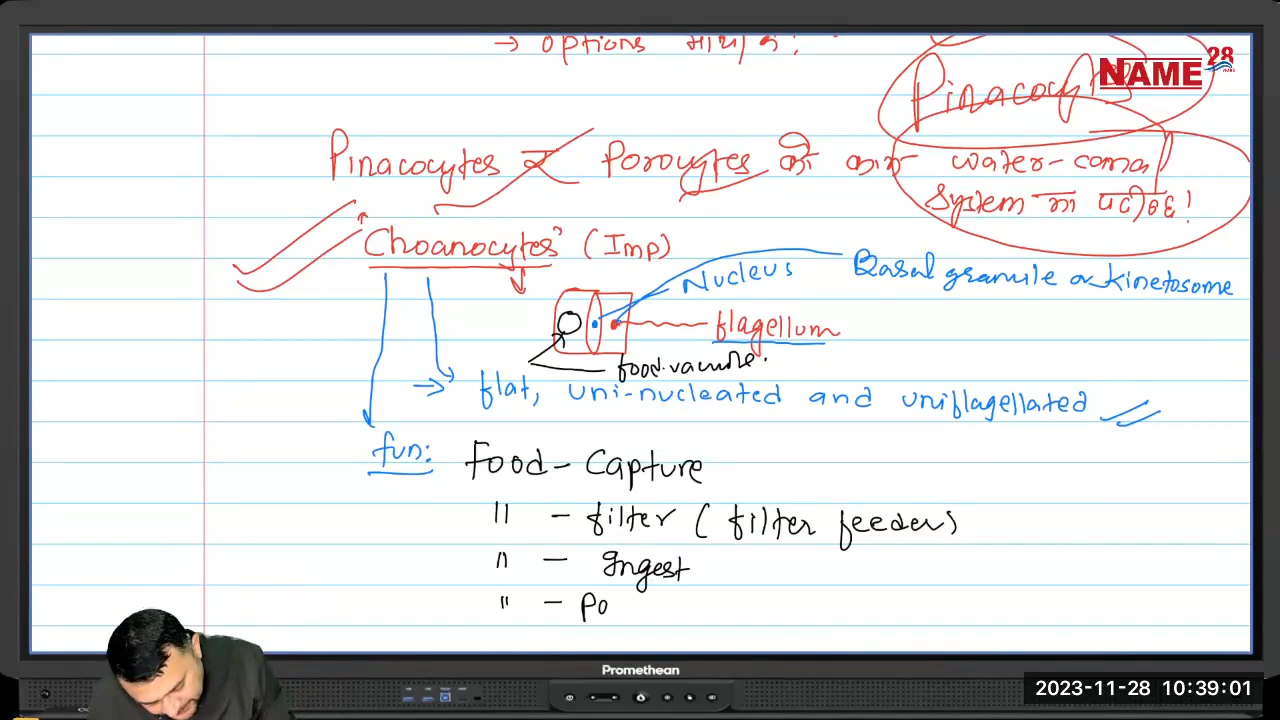 → options
NAME 28
Pinacocytes
Pinacocytes व Porocytes
water-canal
System का
"Choanocytes" (Imp)
Nucleus
Basal granule or Kinetosome
flagellum
food vacuole.
→ flat, uni-nucleated and uniflagellated
fun: Food - Capture
" - filter (filter feeders)
" - Ingest
" - Po
Promethean
2023-11-28 10:39:01